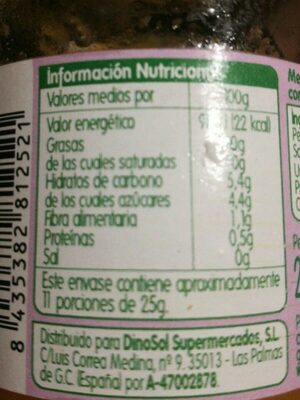 Información Nutricional
Valores medios por 100g
Valor energético (22 kcal)
Grasas 0g
de las cuales saturadas 0g
Hidratos de carbono 5,4g
de los cuales azúcares 4,4g
Fibra alimentaria 1,1g
Proteínas 0,5g
Sal 0g
Este envase contiene aproximadamente
11 porciones de 25g.
Distribuido para DinoSol Supermercados, S.L.
C/Luis Correa Medina, nº 9. 35013 - Las Palmas
de G.C. (España) por A-47002878.
8 435382 812521